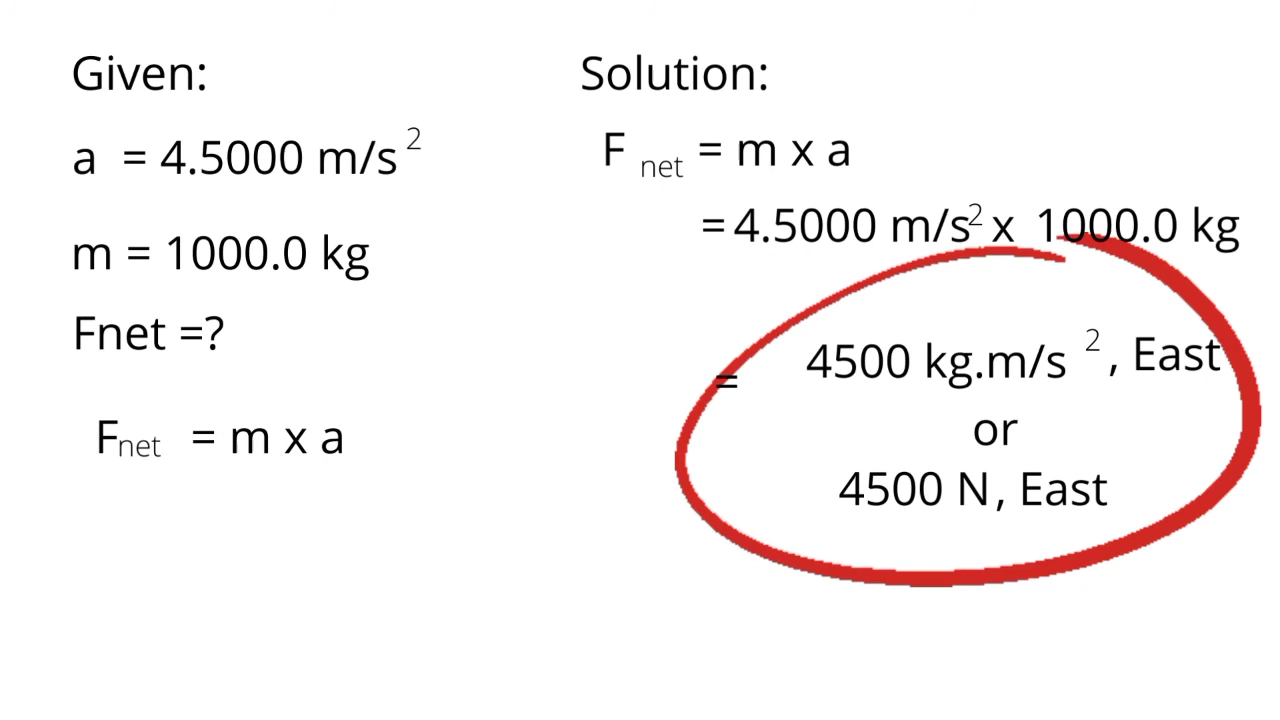 Given:
a = 4.5000 m/s 2
m = 1000.0 kg
Fnet =?
Fnet = m x a
Solution:
F net = m x a
= 4.5000 m/s2 x 1000.0 kg
= 4500 kg.m/s 2 , East
or
4500 N, East